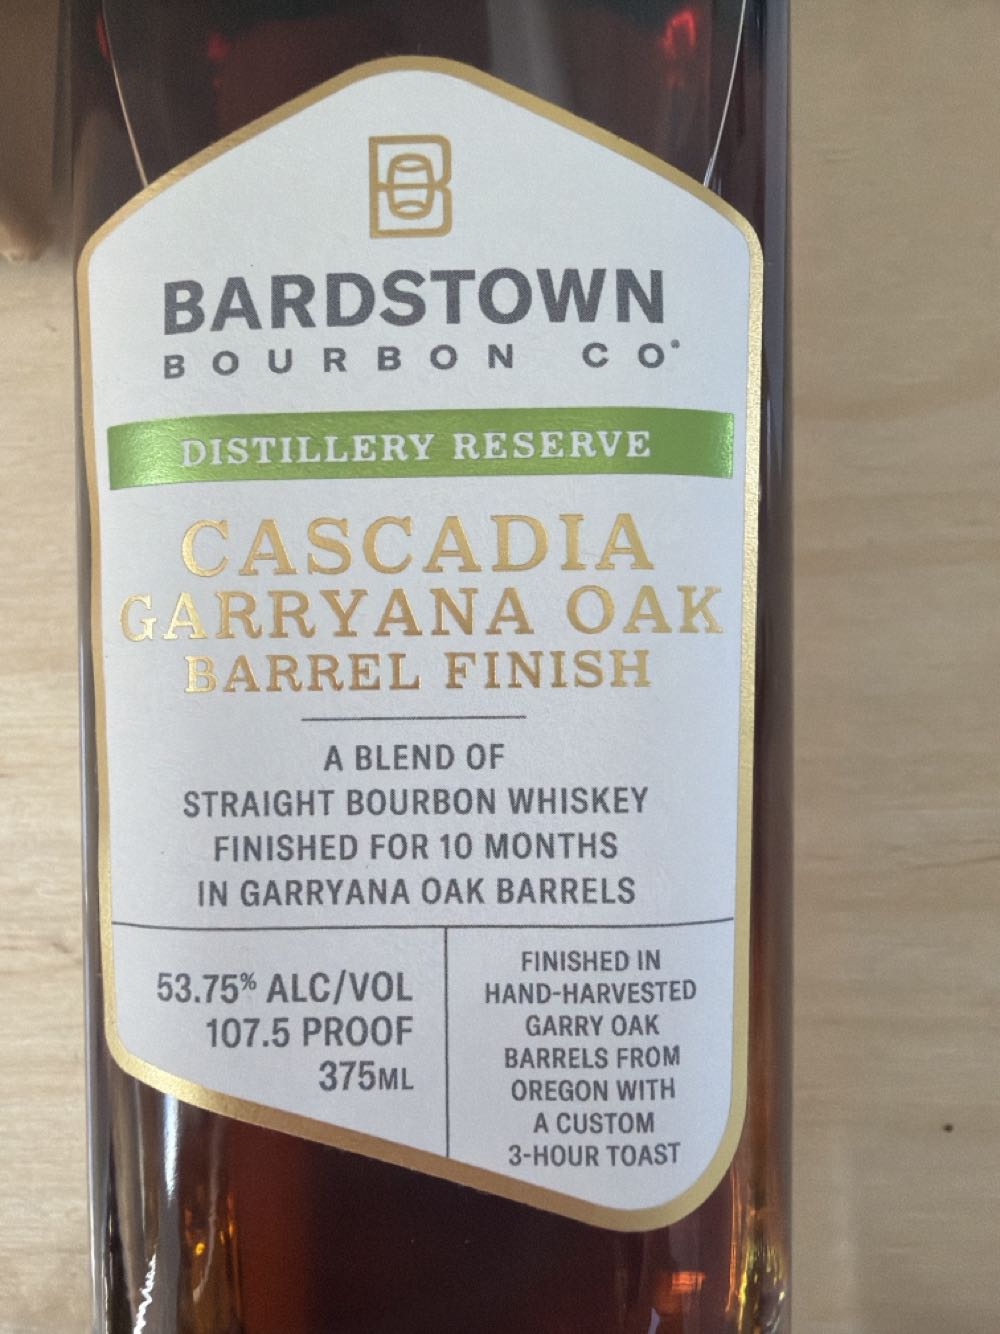 BARDSTOWN
BOURBON CO®
DISTILLERY RESERVE
CASCADIA
GARRYANA OAK
BARREL FINISH
A BLEND OF
STRAIGHT BOURBON WHISKEY
FINISHED FOR 10 MONTHS
IN GARRYANA OAK BARRELS
53.75% ALC/VOL
107.5 PROOF
375ML
FINISHED IN
HAND-HARVESTED
GARRY OAK
BARRELS FROM
OREGON WITH
A CUSTOM
3-HOUR TOAST